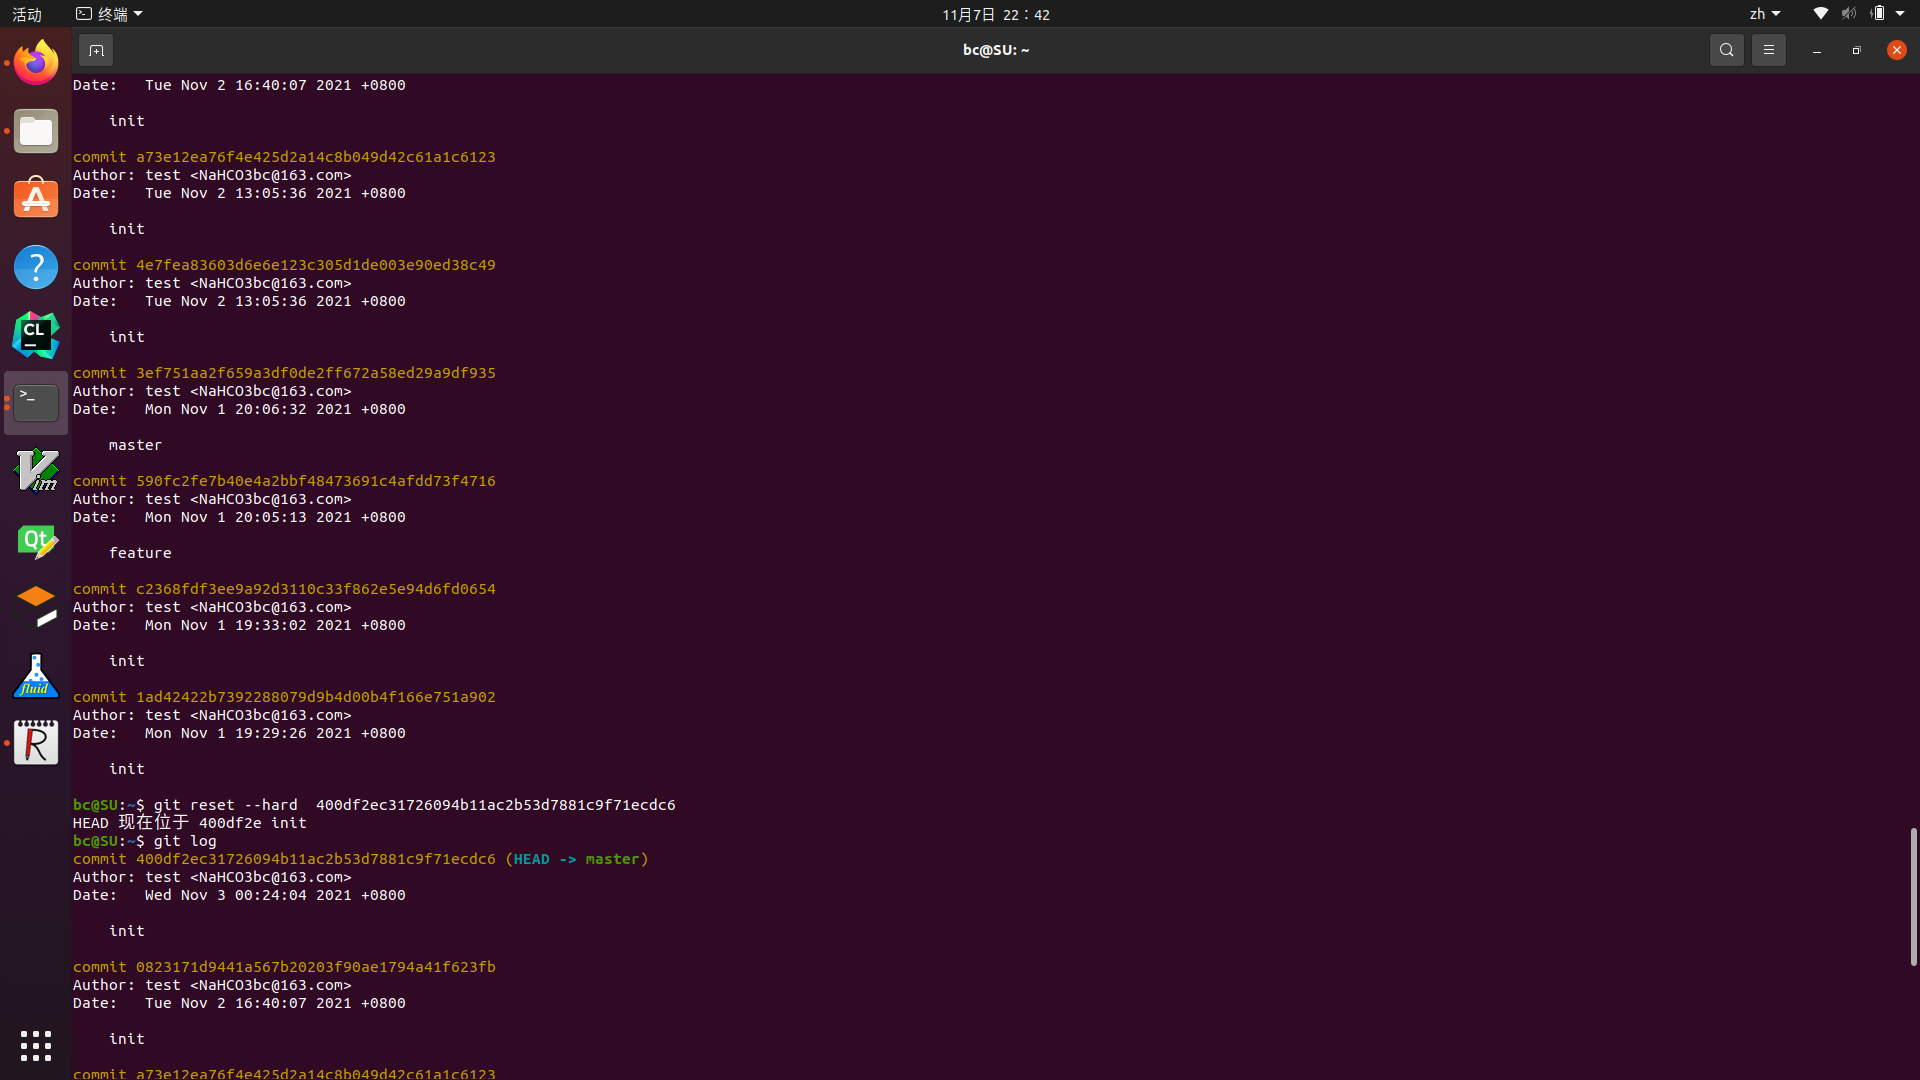 活动 终端 11月7日 22：42 zh
bc@SU: ~
Date:   Tue Nov 2 16:40:07 2021 +0800
init
commit a73e12ea76f4e425d2a14c8b049d42c61a1c6123
Author: test <NaHCO3bc@163.com>
Date:   Tue Nov 2 13:05:36 2021 +0800
init
commit 4e7fea83603d6e6e123c305d1de003e90ed38c49
Author: test <NaHCO3bc@163.com>
Date:   Tue Nov 2 13:05:36 2021 +0800
init
commit 3ef751aa2f659a3df0de2ff672a58ed29a9df935
Author: test <NaHCO3bc@163.com>
Date:   Mon Nov 1 20:06:32 2021 +0800
master
commit 590fc2fe7b40e4a2bbf48473691c4afdd73f4716
Author: test <NaHCO3bc@163.com>
Date:   Mon Nov 1 20:05:13 2021 +0800
feature
commit c2368fdf3ee9a92d3110c33f862e5e94d6fd0654
Author: test <NaHCO3bc@163.com>
Date:   Mon Nov 1 19:33:02 2021 +0800
init
commit 1ad42422b7392288079d9b4d00b4f166e751a902
Author: test <NaHCO3bc@163.com>
Date:   Mon Nov 1 19:29:26 2021 +0800
init
bc@SU:~$ git reset --hard  400df2ec31726094b11ac2b53d7881c9f71ecdc6
HEAD 现在位于 400df2e init
bc@SU:~$ git log
commit 400df2ec31726094b11ac2b53d7881c9f71ecdc6 (HEAD -> master)
Author: test <NaHCO3bc@163.com>
Date:   Wed Nov 3 00:24:04 2021 +0800
init
commit 0823171d9441a567b20203f90ae1794a41f623fb
Author: test <NaHCO3bc@163.com>
Date:   Tue Nov 2 16:40:07 2021 +0800
init
commit a73e12ea76f4e425d2a14c8b049d42c61a1c6123
CL
Vim
Qt
fluid
R